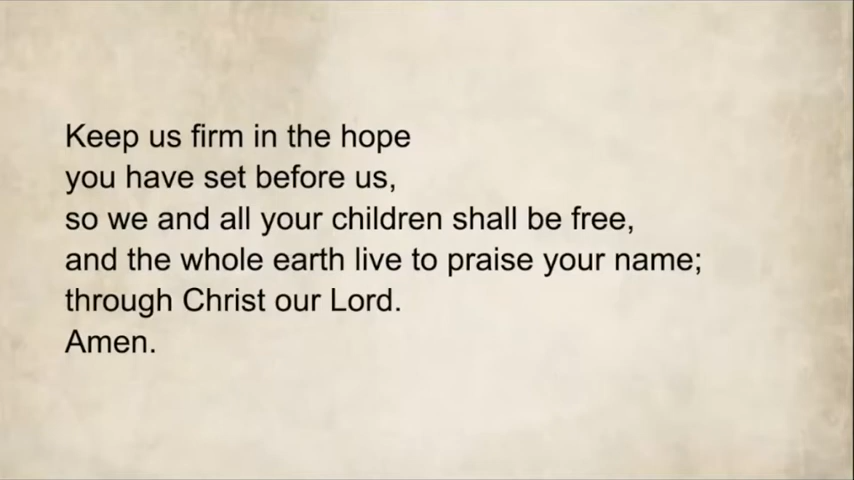 Keep us firm in the hope
you have set before us,
so we and all your children shall be free,
and the whole earth live to praise your name;
through Christ our Lord.
Amen.